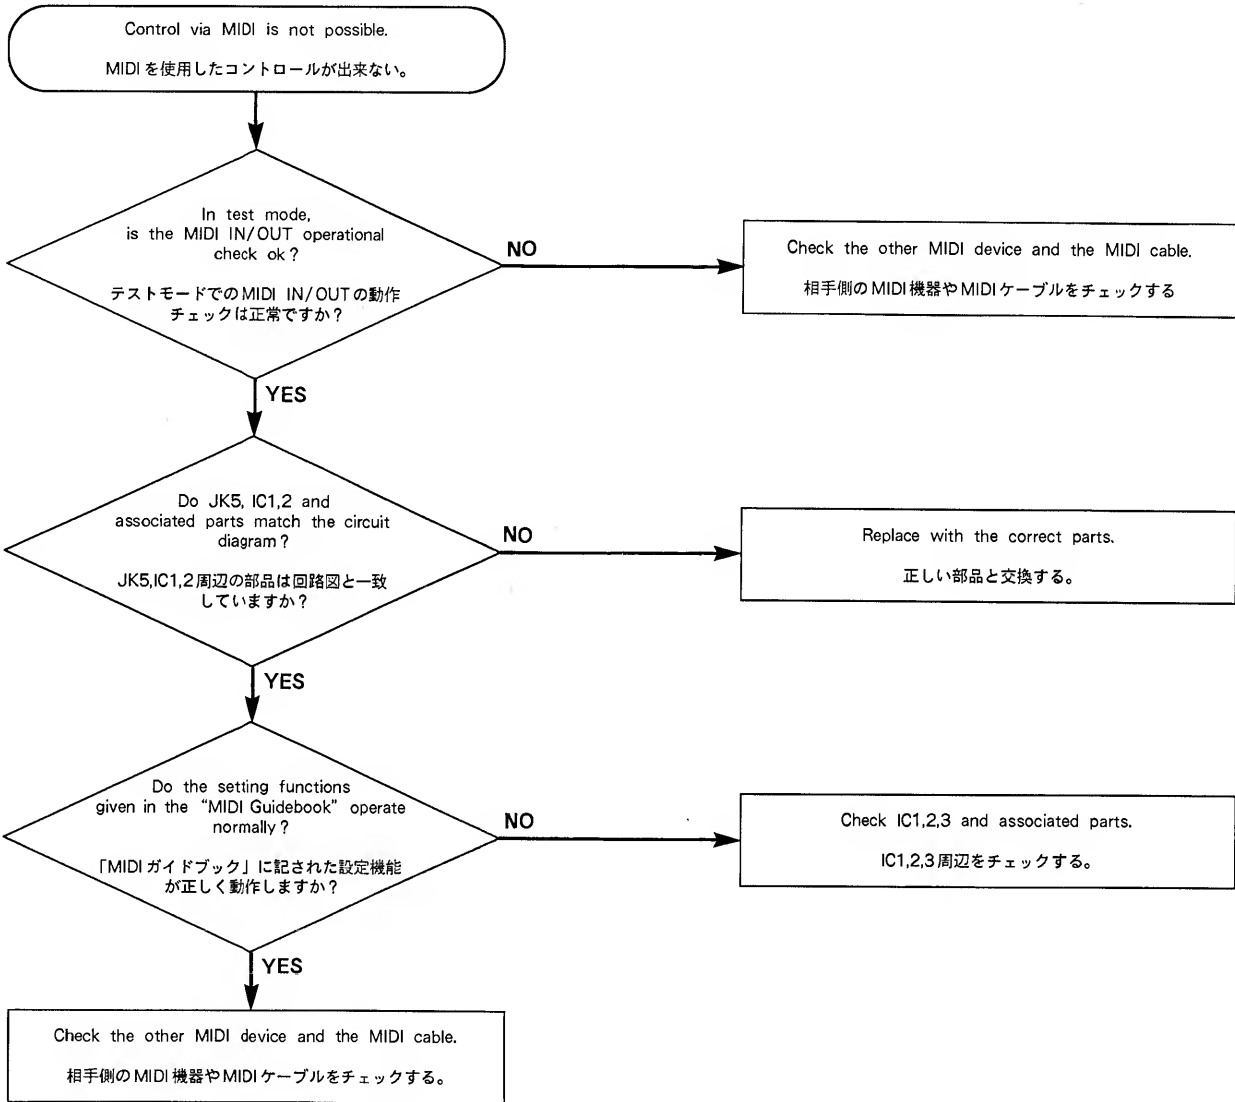 Control via MIDI is not possible.
MIDIを使用したコントロールが出来ない。
In test mode,
is the MIDI IN/OUT operational
check ok?
テストモードでのMIDI IN/OUTの動作
チェックは正常ですか?
NO
Check the other MIDI device and the MIDI cable.
相手側のMIDI機器やMIDIケーブルをチェックする
YES
Do JK5, IC1,2 and
associated parts match the circuit
diagram?
JK5,IC1,2周辺の部品は回路図と一致
していますか?
NO
Replace with the correct parts.
正しい部品と交換する。
YES
Do the setting functions
given in the "MIDI Guidebook" operate
normally?
「MIDIガイドブック」に記された設定機能
が正しく動作しますか?
NO
Check IC1,2,3 and associated parts.
IC1,2,3周辺をチェックする。
YES
Check the other MIDI device and the MIDI cable.
相手側のMIDI機器やMIDIケーブルをチェックする。